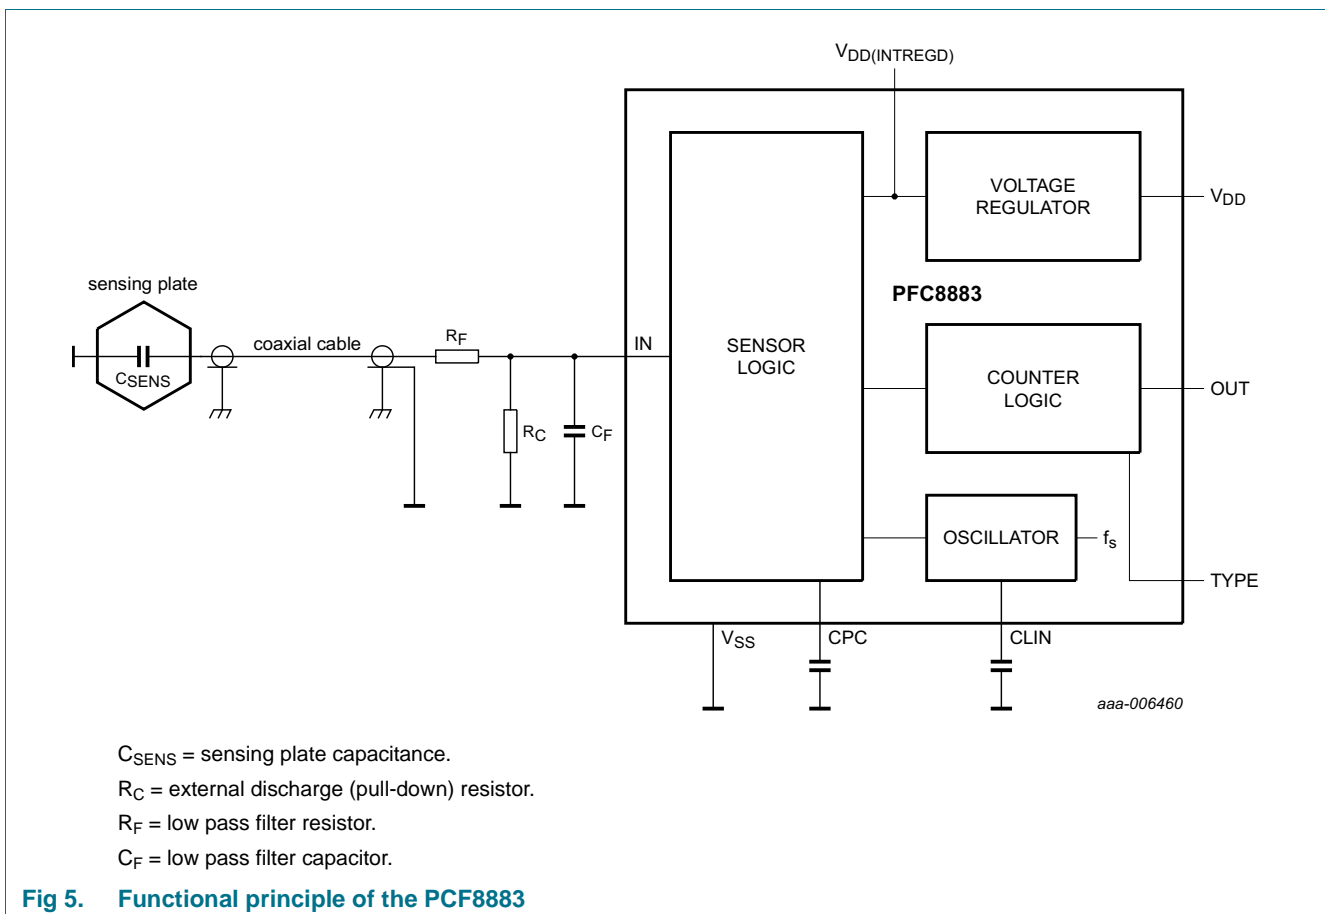 VDD(INTREGD)
VOLTAGE
REGULATOR
VDD
PFC8883
sensing plate
CSENS
coaxial cable
RF
RC
CF
IN
SENSOR
LOGIC
COUNTER
LOGIC
OUT
OSCILLATOR
fs
TYPE
VSS
CPC
CLIN
aaa-006460
CSENS = sensing plate capacitance.
RC = external discharge (pull-down) resistor.
RF = low pass filter resistor.
CF = low pass filter capacitor.
Fig 5. Functional principle of the PCF8883